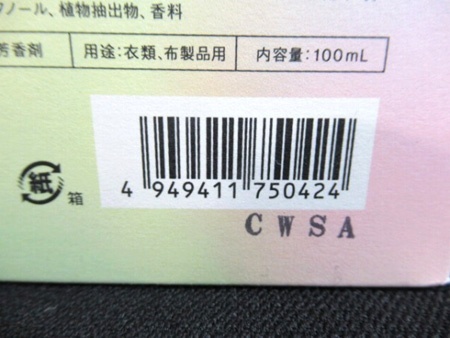 ノール、植物抽出物、香料
芳香剤 用途:衣類、布製品用 内容量:100mL
4 949411 750424
紙 箱
CWSA